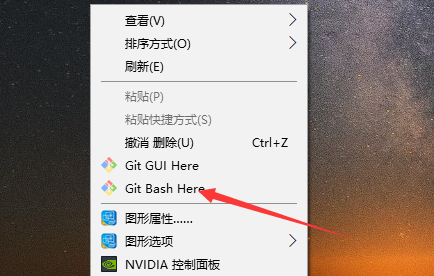 查看(V)
排序方式(O)
刷新(E)
粘贴(P)
粘贴快捷方式(S)
撤消 删除(U) Ctrl+Z
Git GUI Here
Git Bash Here
图形属性......
图形选项
NVIDIA 控制面板